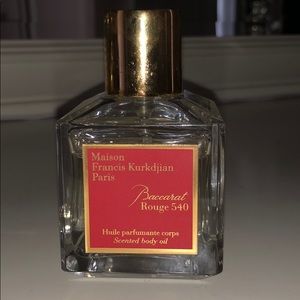 Maison
Francis Kurkdjian
Paris
Baccarat
Rouge 540
Huile parfumante corps
Scented body oil